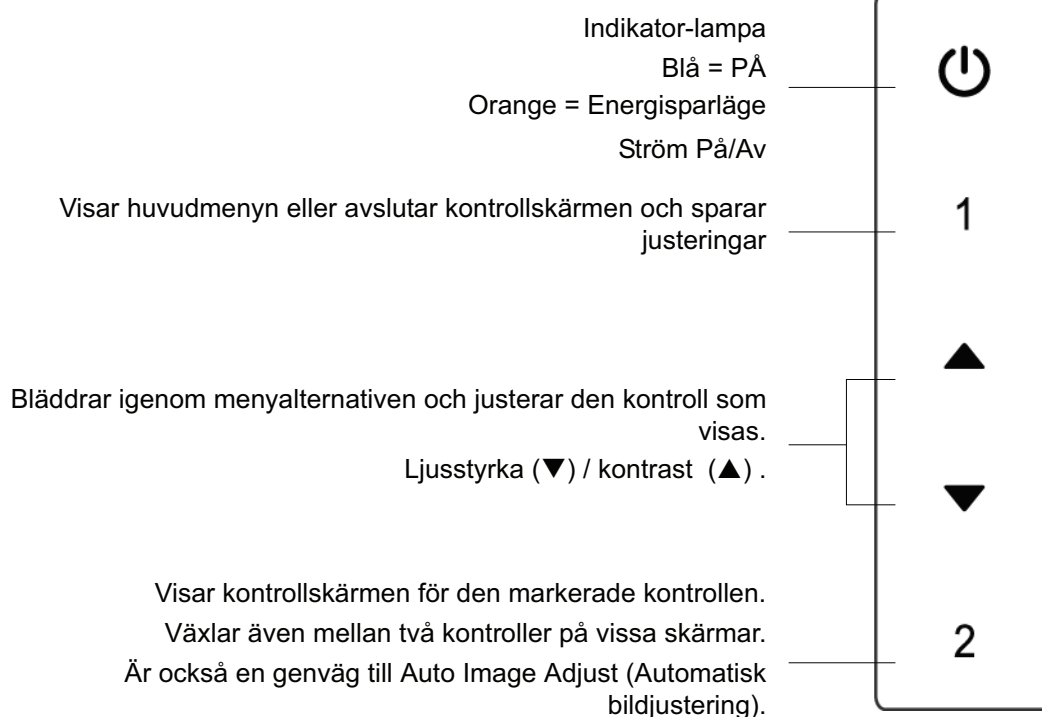 Indikator-lampa
Blå = PÅ
Orange = Energisparläge
Ström På/Av
Visar huvudmenyn eller avslutar kontrollskärmen och sparar
justeringar
1
Bläddrar igenom menyalternativen och justerar den kontroll som
visas.
Ljusstyrka (▼) / kontrast (▲) .
Visar kontrollskärmen för den markerade kontrollen.
Växlar även mellan två kontroller på vissa skärmar.
2
Är också en genväg till Auto Image Adjust (Automatisk
bildjustering).